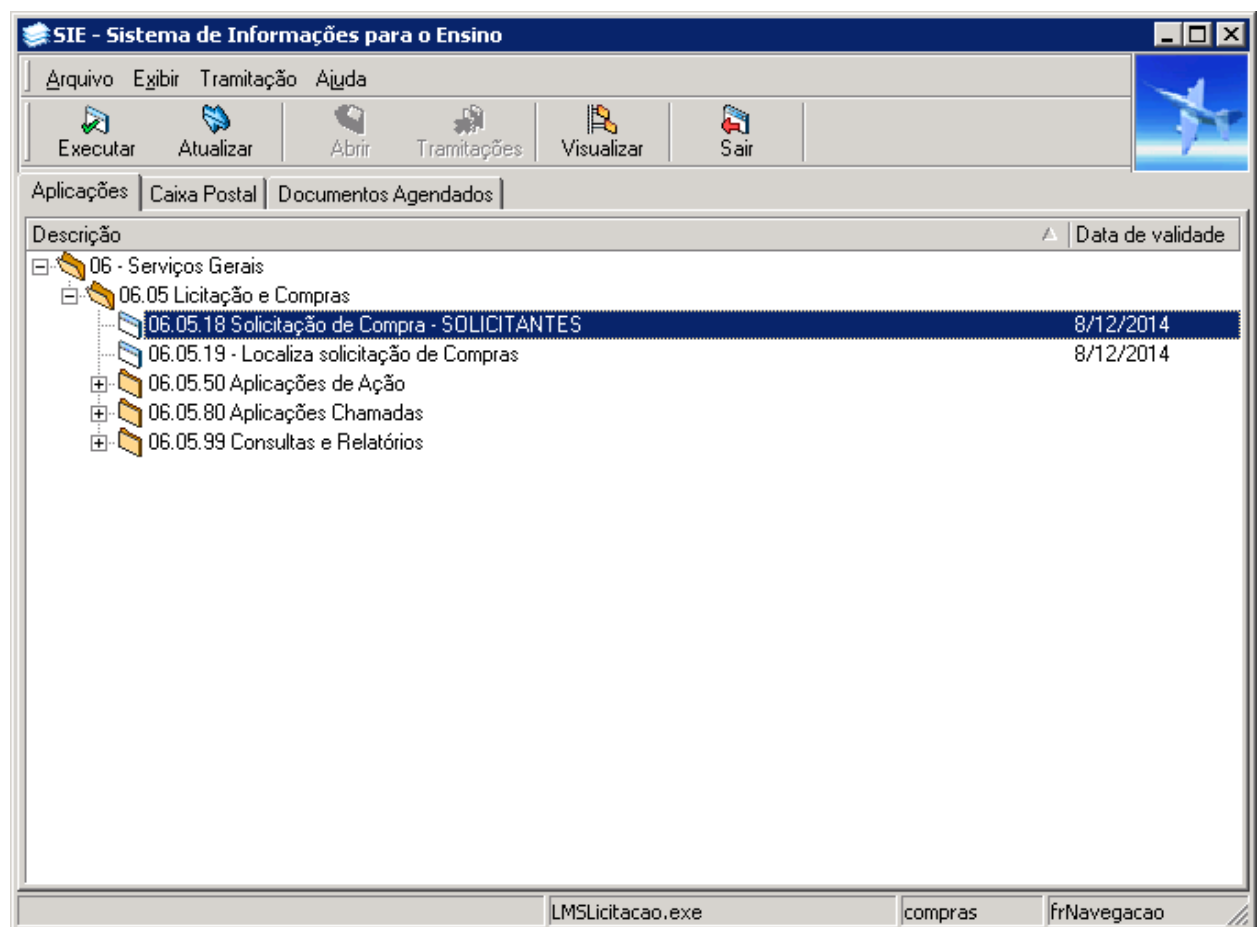 SIE - Sistema de Informações para o Ensino
Arquivo Exibir Tramitação Ajuda
Executar Atualizar Abrir Tramitações Visualizar Sair
Aplicações Caixa Postal Documentos Agendados
Descrição Data de validade
06 - Serviços Gerais
06.05 Licitação e Compras
06.05.18 Solicitação de Compra - SOLICITANTES 8/12/2014
06.05.19 - Localiza solicitação de Compras 8/12/2014
06.05.50 Aplicações de Ação
06.05.80 Aplicações Chamadas
06.05.99 Consultas e Relatórios
LMSLicitacao.exe compras frNavegacao